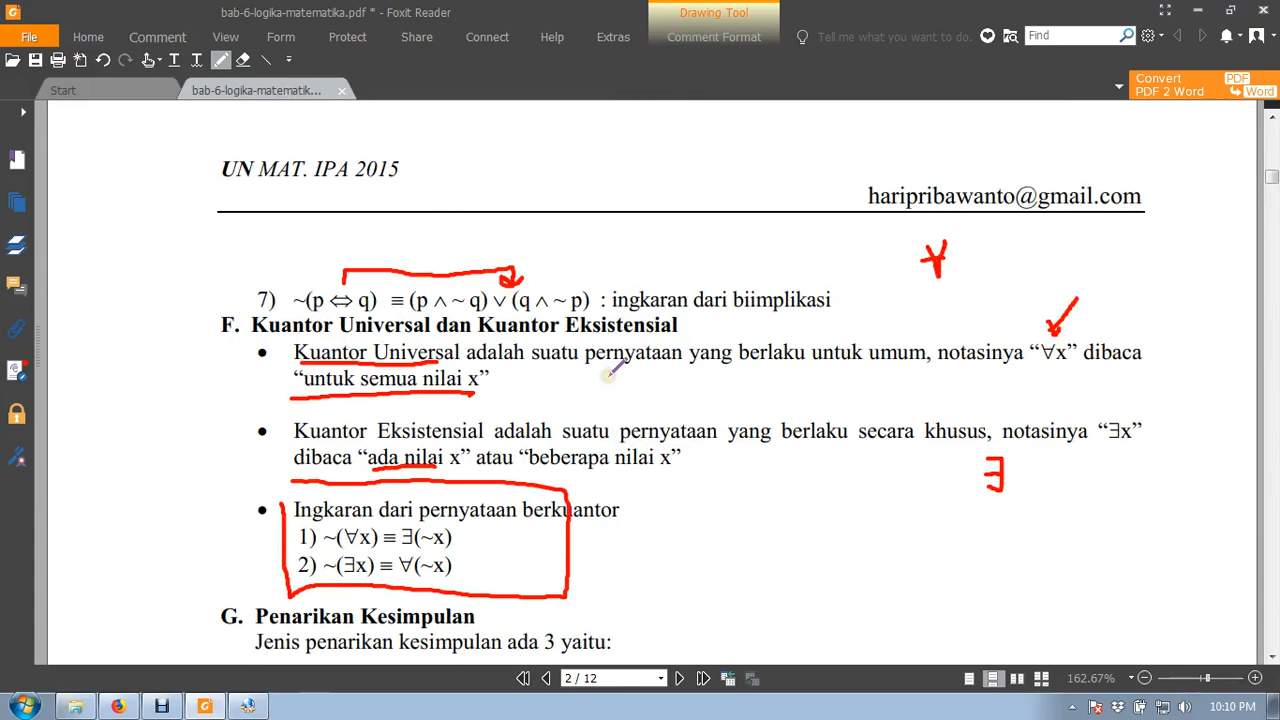 bab-6-logika-matematika.pdf * - Foxit Reader
Drawing Tool
File Home Comment View Form Protect Share Connect Help Extras Comment Format Tell me what you want to do.. Find
Start bab-6-logika-matematik... Convert PDF
PDF 2 Word Word
UN MAT. IPA 2015
haripribawanto@gmail.com
∀
7) ~(p ⇔ q) ≡ (p ∧ ~ q) ∨ (q ∧ ~ p) : ingkaran dari biimplikasi
F. Kuantor Universal dan Kuantor Eksistensial
• Kuantor Universal adalah suatu pernyataan yang berlaku untuk umum, notasinya “∀x” dibaca
“untuk semua nilai x”
• Kuantor Eksistensial adalah suatu pernyataan yang berlaku secara khusus, notasinya “∃x”
dibaca “ada nilai x” atau “beberapa nilai x”
∃
• Ingkaran dari pernyataan berkuantor
1) ~(∀x) ≡ ∃(~x)
2) ~(∃x) ≡ ∀(~x)
G. Penarikan Kesimpulan
Jenis penarikan kesimpulan ada 3 yaitu:
2 / 12 162.67%
10:10 PM